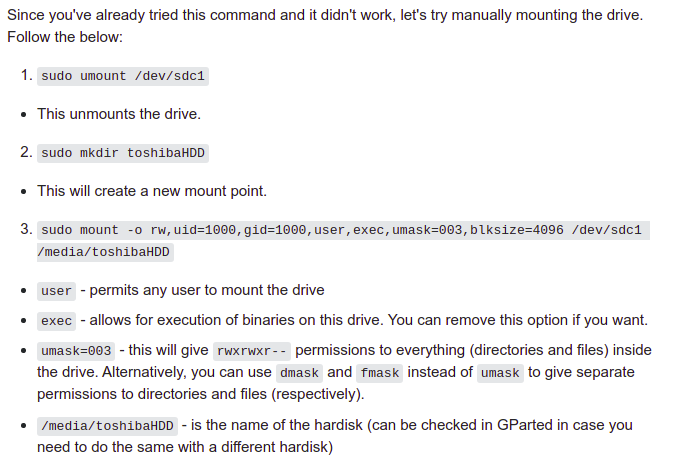 Since you've already tried this command and it didn't work, let's try manually mounting the drive.
Follow the below:
1. sudo umount /dev/sdc1
• This unmounts the drive.
2. sudo mkdir toshibaHDD
• This will create a new mount point.
3. sudo mount -o rw,uid=1000,gid=1000,user,exec,umask=003,blksize=4096 /dev/sdc1
/media/toshibaHDD
• user - permits any user to mount the drive
• exec - allows for execution of binaries on this drive. You can remove this option if you want.
• umask=003 - this will give rwxrwxr-- permissions to everything (directories and files) inside
the drive. Alternatively, you can use dmask and fmask instead of umask to give separate
permissions to directories and files (respectively).
• /media/toshibaHDD - is the name of the hardisk (can be checked in GParted in case you
need to do the same with a different hardisk)